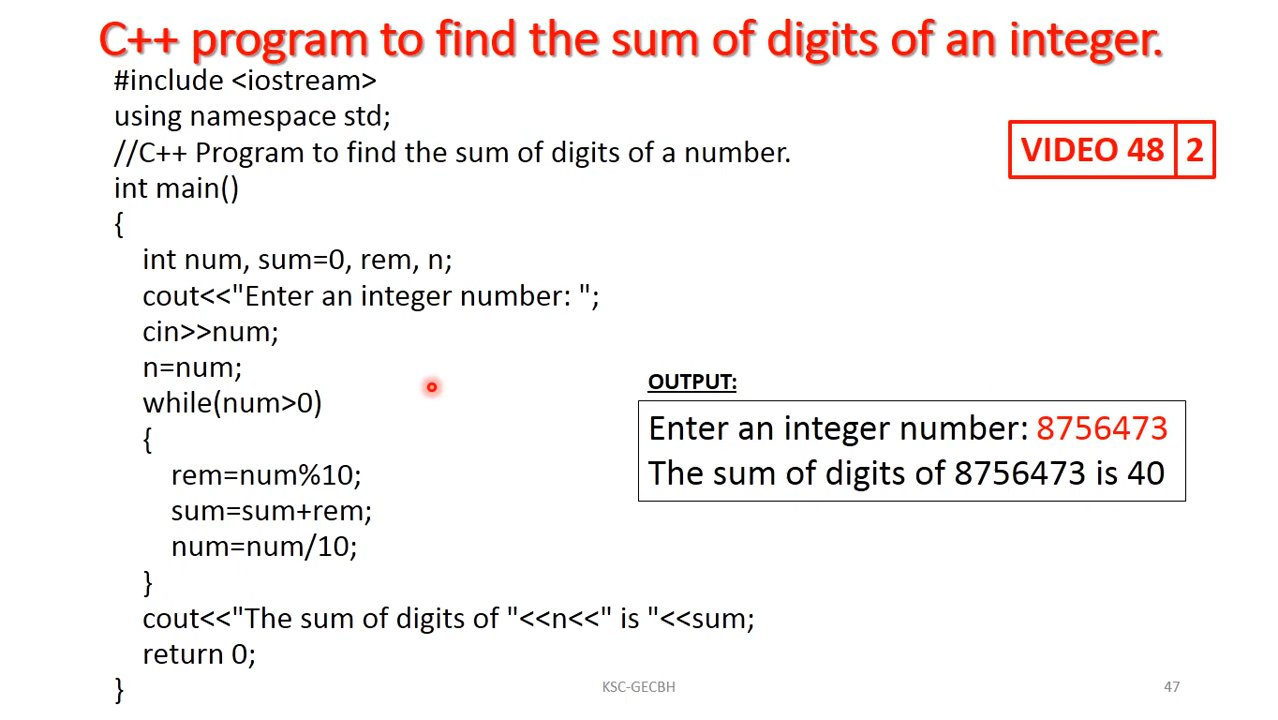 C++ program to find the sum of digits of an integer.
#include <iostream>
using namespace std;
//C++ Program to find the sum of digits of a number.
int main()
{
int num, sum=0, rem, n;
cout<<"Enter an integer number: ";
cin>>num;
n=num;
while(num>0)
{
rem=num%10;
sum=sum+rem;
num=num/10;
}
cout<<"The sum of digits of "<<n<<" is "<<sum;
return 0;
}
VIDEO 48 2
OUTPUT:
Enter an integer number: 8756473
The sum of digits of 8756473 is 40
KSC-GECBH
47